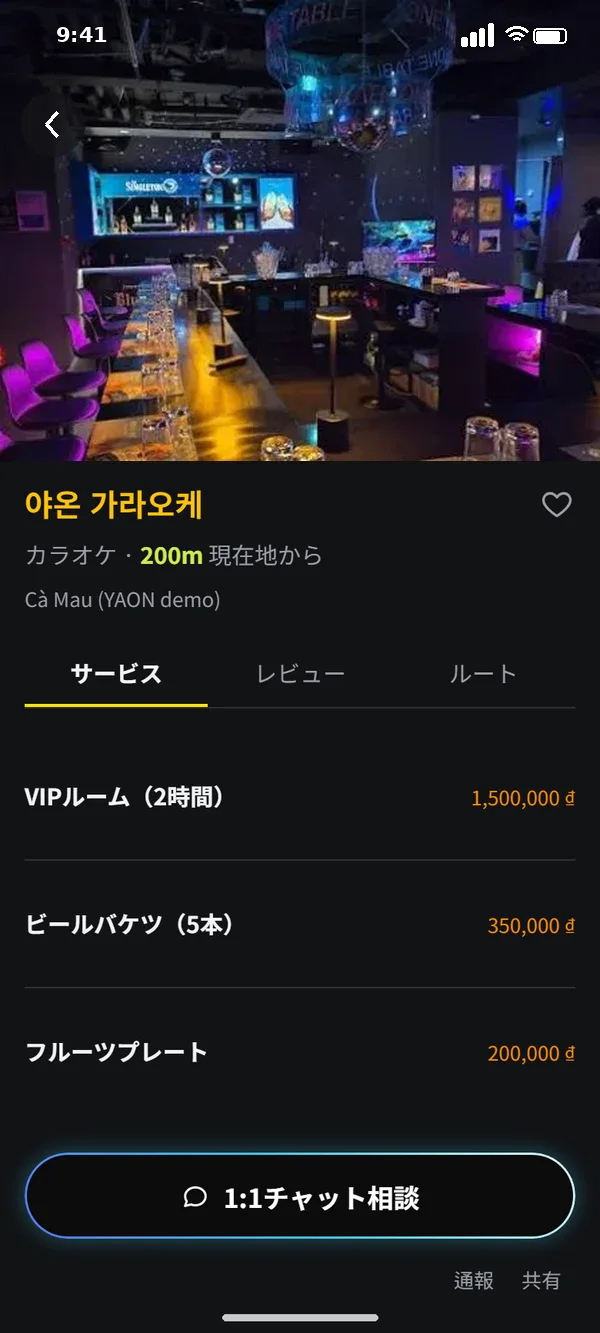 9:41
TABLE
ONE TABLE
SINGLETON
야온 가라오케
カラオケ · 200m 現在地から
Cà Mau (YAON demo)
サービス レビュー ルート
VIPルーム（2時間） 1,500,000 ₫
ビールバケツ（5本） 350,000 ₫
フルーツプレート 200,000 ₫
1:1チャット相談
通報 共有